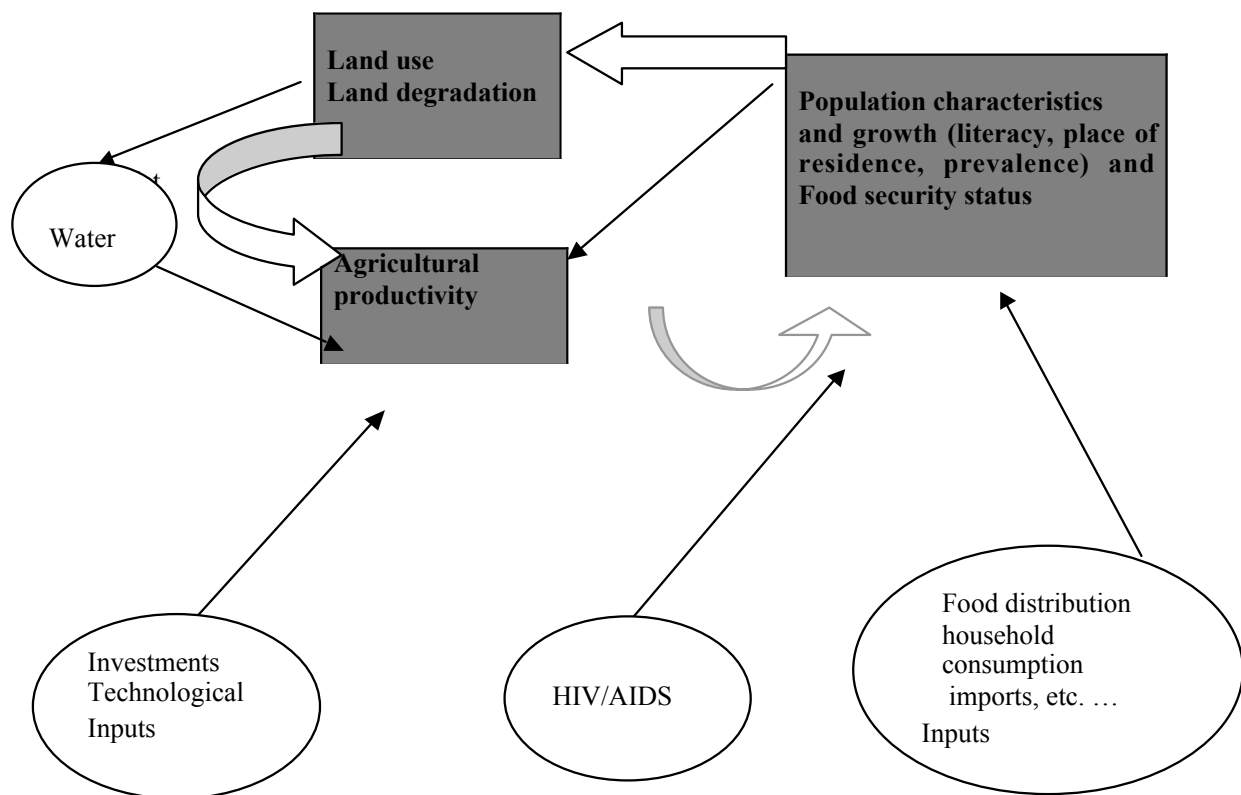 Land use
Land degradation
Population characteristics
and growth (literacy, place of
residence, prevalence) and
Food security status
Water
Agricultural
productivity
Investments
Technological
Inputs
HIV/AIDS
Food distribution
household
consumption
imports, etc. …
Inputs